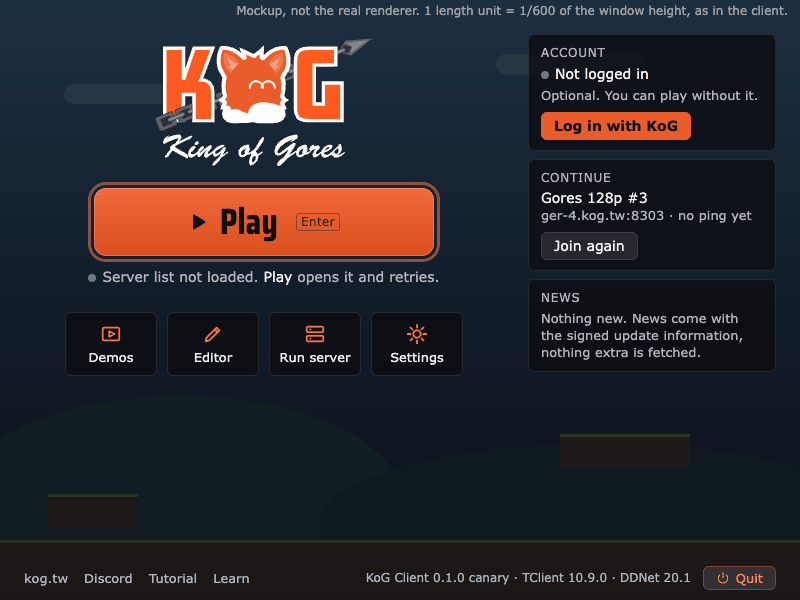 Mockup, not the real renderer. 1 length unit = 1/600 of the window height, as in the client.
KOG
King of Gores
Play Enter
Server list not loaded. Play opens it and retries.
Demos
Editor
Run server
Settings
ACCOUNT
Not logged in
Optional. You can play without it.
Log in with KoG
CONTINUE
Gores 128p #3
ger-4.kog.tw:8303 · no ping yet
Join again
NEWS
Nothing new. News come with
the signed update information,
nothing extra is fetched.
kog.tw Discord Tutorial Learn
KoG Client 0.1.0 canary · TClient 10.9.0 · DDNet 20.1
Quit